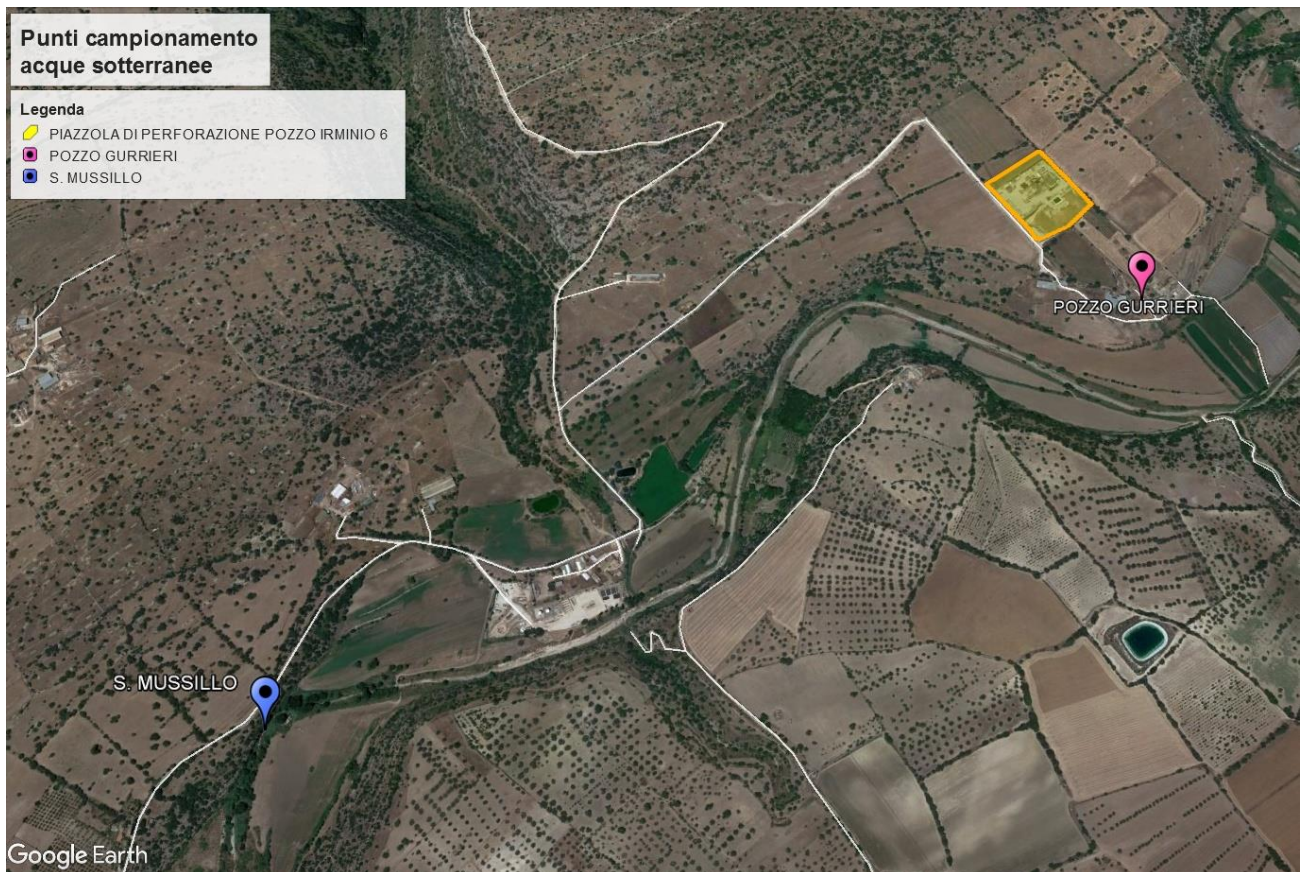 Punti campionamento
acque sotterranee
Legenda
PIAZZOLA DI PERFORAZIONE POZZO IRMINIO 6
POZZO GURRIERI
S. MUSSILLO
POZZO GURRIERI
S. MUSSILLO
Google Earth